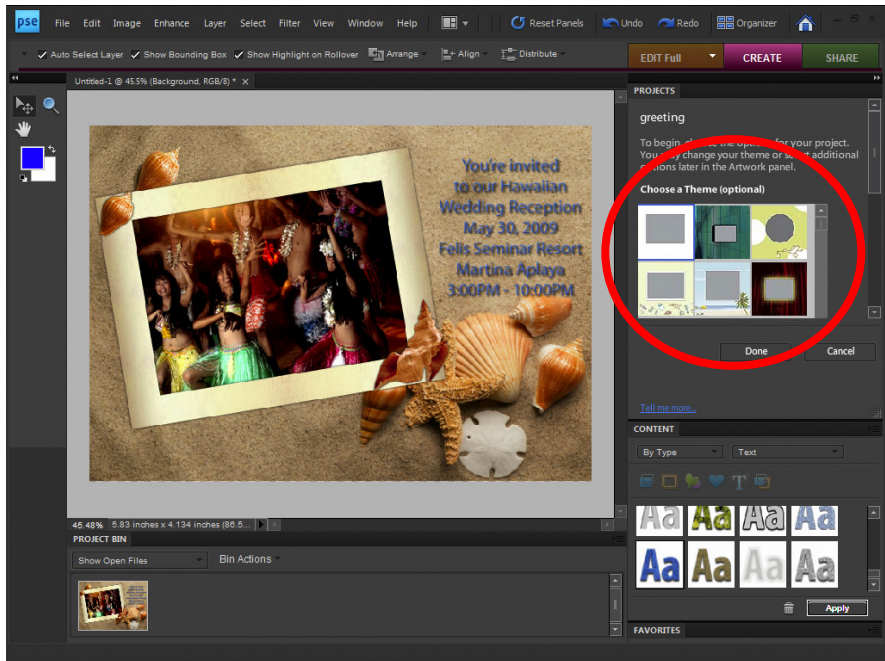 pse File Edit Image Enhance Layer Select Filter View Window Help Reset Panels Undo Redo Organizer
Auto Select Layer Show Bounding Box Show Highlight on Rollover Arrange Align Distribute EDIT Full CREATE SHARE
Untitled-1 @ 45.5% (Background, RGB/8) * ×
PROJECTS
greeting
To begin, choose the options for your project.
You may change your theme or select additional
options later in the Artwork panel.
Choose a Theme (optional)
You're invited
to our Hawaiian
Wedding Reception
May 30, 2009
Felis Seminar Resort
Martina Aplaya
3:00PM - 10:00PM
Done Cancel
Tell me more...
CONTENT
By Type Text
T
Aa Aa Aa Aa
Aa Aa Aa Aa
Apply
FAVORITES
45.48% 5.83 inches x 4.134 inches (86.5...
PROJECT BIN
Show Open Files Bin Actions